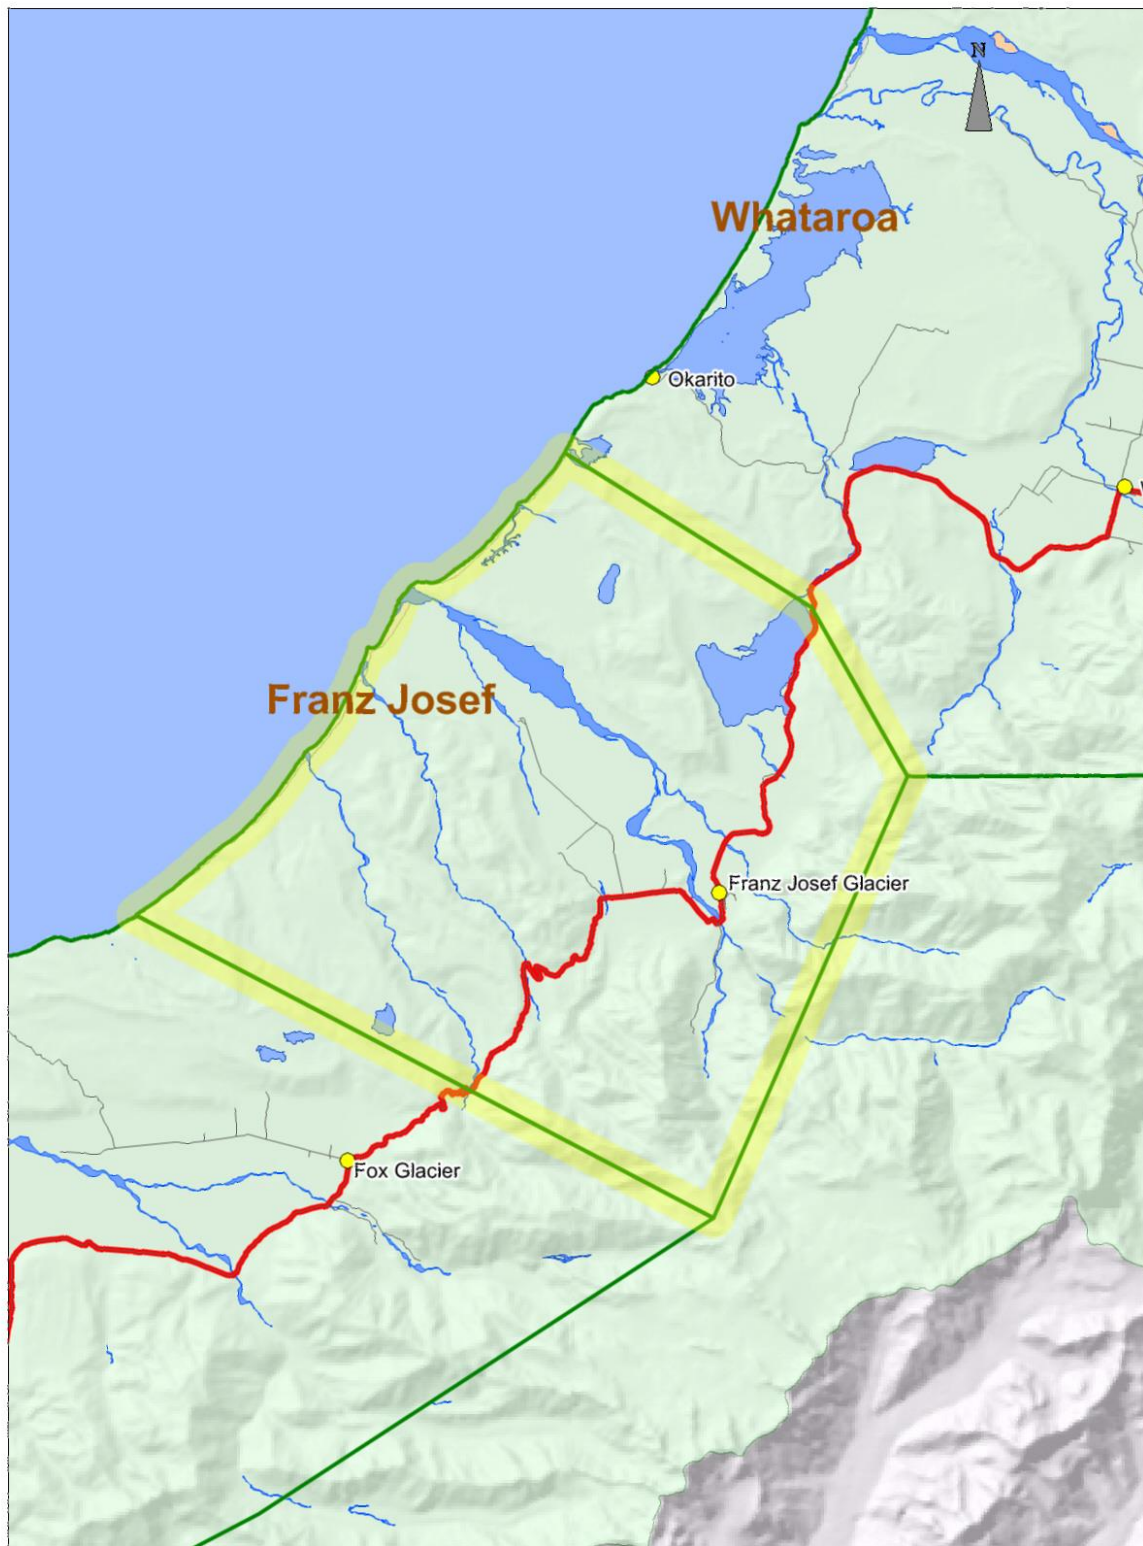 N
Whataroa
Okarito
Franz Josef
Franz Josef Glacier
Fox Glacier